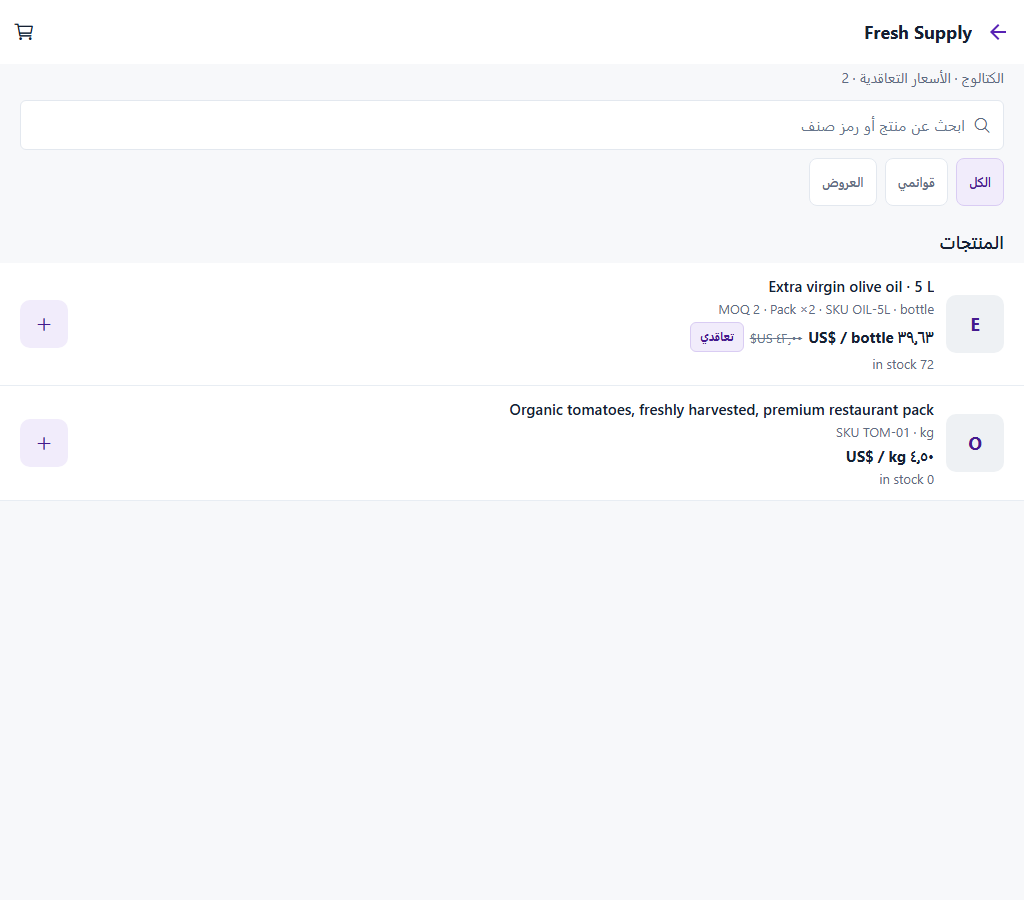 Fresh Supply
الكتالوج · الأسعار التعاقدية · 2
ابحث عن منتج أو رمز صنف
الكل
قوائمي
العروض
المنتجات
E
Extra virgin olive oil · 5 L
MOQ 2 · Pack ×2 · SKU OIL-5L · bottle
US$ / bottle ٣٩٫٦٣ $US ٤٢٫٠٠ تعاقدي
in stock 72
O
Organic tomatoes, freshly harvested, premium restaurant pack
SKU TOM-01 · kg
US$ / kg ٤٫٥٠
in stock 0